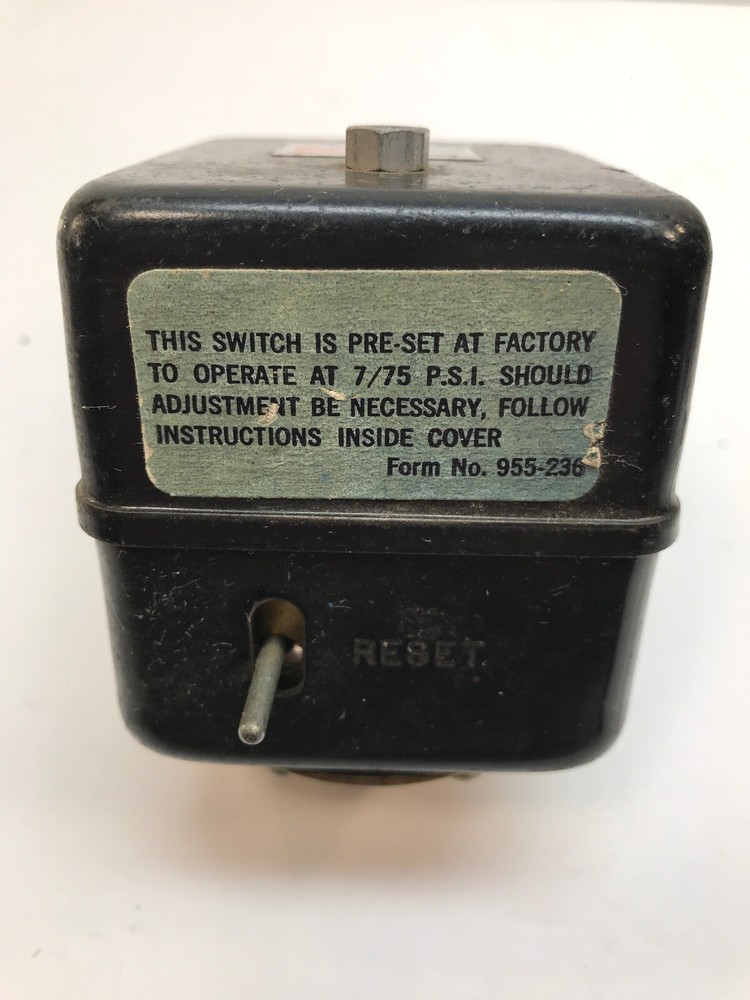 THIS SWITCH IS PRE-SET AT FACTORY
TO OPERATE AT 7/75 P.S.I. SHOULD
ADJUSTMENT BE NECESSARY, FOLLOW
INSTRUCTIONS INSIDE COVER
Form No. 955-236
RESET